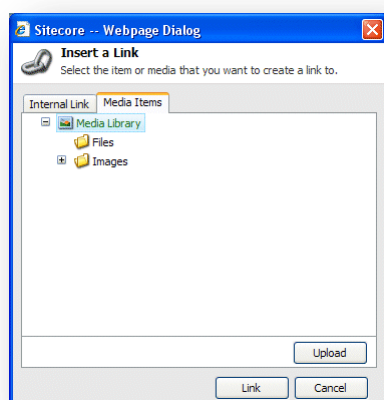 Sitecore -- Webpage Dialog
Insert a Link
Select the item or media that you want to create a link to.
Internal Link Media Items
Media Library
Files
Images
Upload
Link Cancel